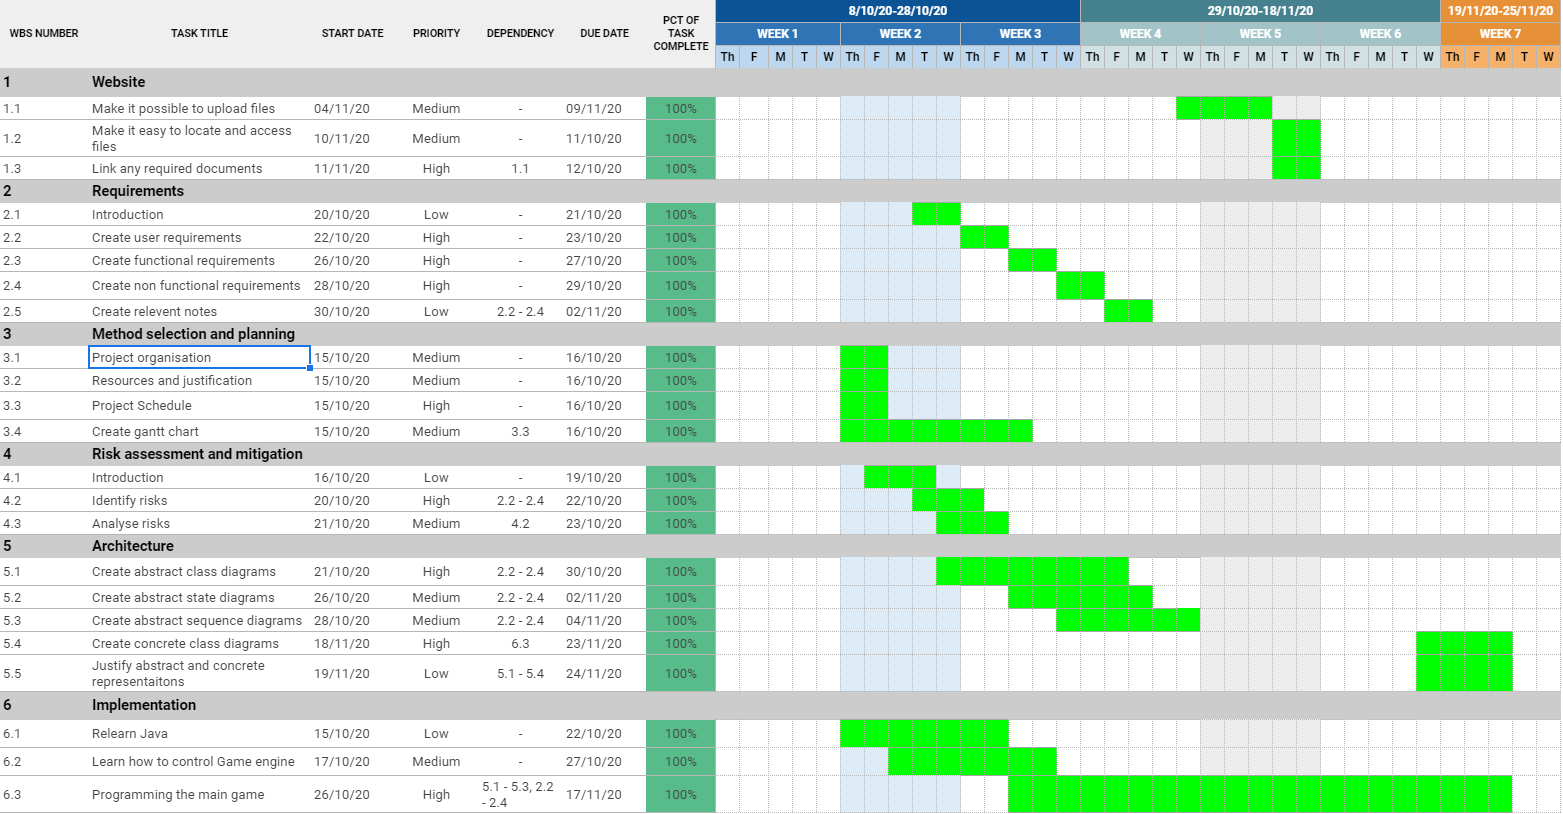 8/10/20-28/10/20 29/10/20-18/11/20 19/11/20-25/11/20
WBS NUMBER TASK TITLE START DATE PRIORITY DEPENDENCY DUE DATE PCT OF TASK COMPLETE
WEEK 1 WEEK 2 WEEK 3 WEEK 4 WEEK 5 WEEK 6 WEEK 7
Th F M T W Th F M T W Th F M T W Th F M T W Th F M T W Th F M T W Th F M T W
1 Website
1.1 Make it possible to upload files 04/11/20 Medium - 09/11/20 100%
1.2 Make it easy to locate and access files 10/11/20 Medium - 11/10/20 100%
1.3 Link any required documents 11/11/20 High 1.1 12/10/20 100%
2 Requirements
2.1 Introduction 20/10/20 Low - 21/10/20 100%
2.2 Create user requirements 22/10/20 High - 23/10/20 100%
2.3 Create functional requirements 26/10/20 High - 27/10/20 100%
2.4 Create non functional requirements 28/10/20 High - 29/10/20 100%
2.5 Create relevent notes 30/10/20 Low 2.2 - 2.4 02/11/20 100%
3 Method selection and planning
3.1 Project organisation 15/10/20 Medium - 16/10/20 100%
3.2 Resources and justification 15/10/20 Medium - 16/10/20 100%
3.3 Project Schedule 15/10/20 High - 16/10/20 100%
3.4 Create gantt chart 15/10/20 Medium 3.3 16/10/20 100%
4 Risk assessment and mitigation
4.1 Introduction 16/10/20 Low - 19/10/20 100%
4.2 Identify risks 20/10/20 High 2.2 - 2.4 22/10/20 100%
4.3 Analyse risks 21/10/20 Medium 4.2 23/10/20 100%
5 Architecture
5.1 Create abstract class diagrams 21/10/20 High 2.2 - 2.4 30/10/20 100%
5.2 Create abstract state diagrams 26/10/20 Medium 2.2 - 2.4 02/11/20 100%
5.3 Create abstract sequence diagrams 28/10/20 Medium 2.2 - 2.4 04/11/20 100%
5.4 Create concrete class diagrams 18/11/20 High 6.3 23/11/20 100%
5.5 Justify abstract and concrete representaitons 19/11/20 Low 5.1 - 5.4 24/11/20 100%
6 Implementation
6.1 Relearn Java 15/10/20 Low - 22/10/20 100%
6.2 Learn how to control Game engine 17/10/20 Medium - 27/10/20 100%
6.3 Programming the main game 26/10/20 High 5.1 - 5.3, 2.2 - 2.4 17/11/20 100%